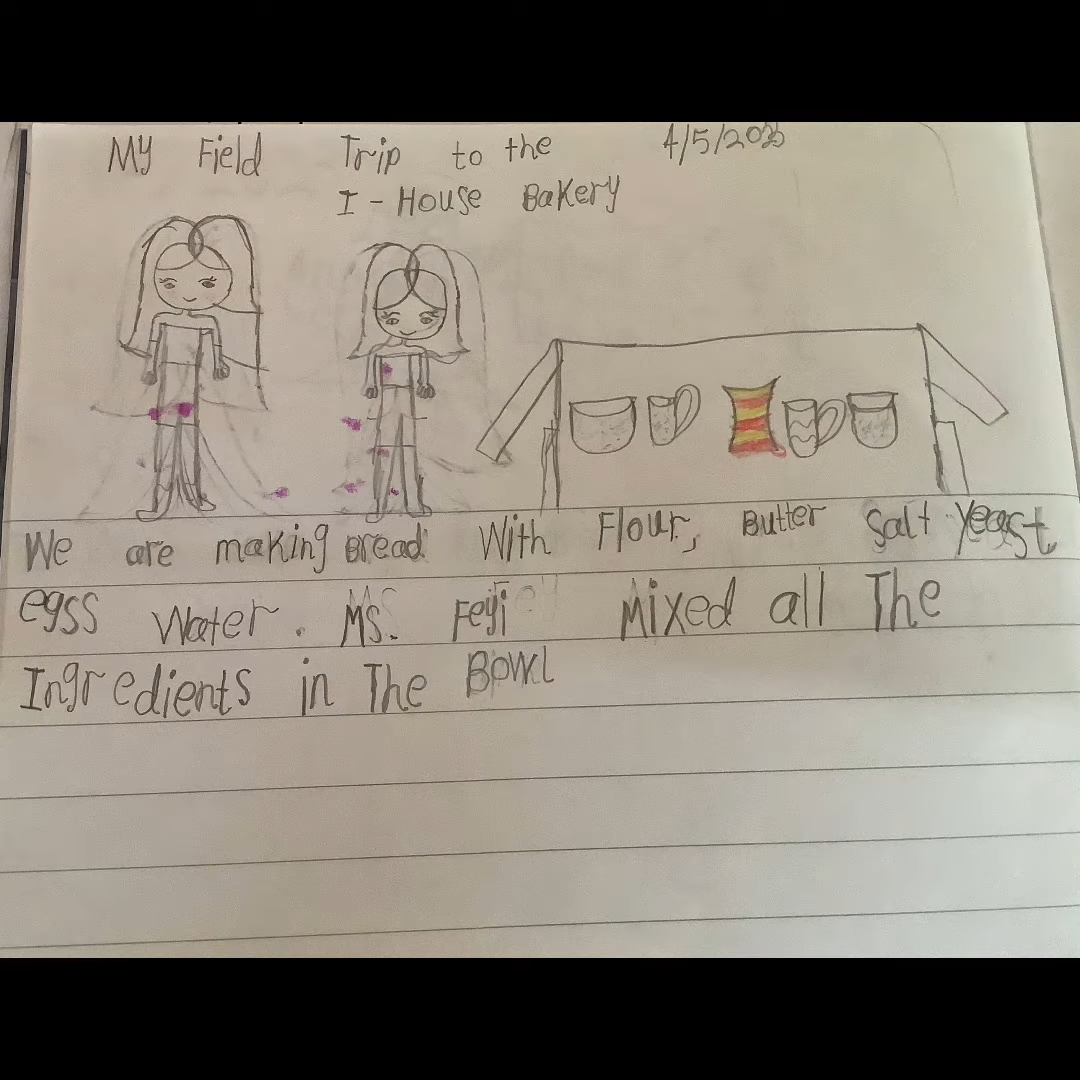 My Field Trip to the 4/5/2025
I - House Bakery
We are making Bread With Flour, Butter Salt Yeast
egss Water. Ms. Feyi Mixed all The
Ingredients in The Bowl